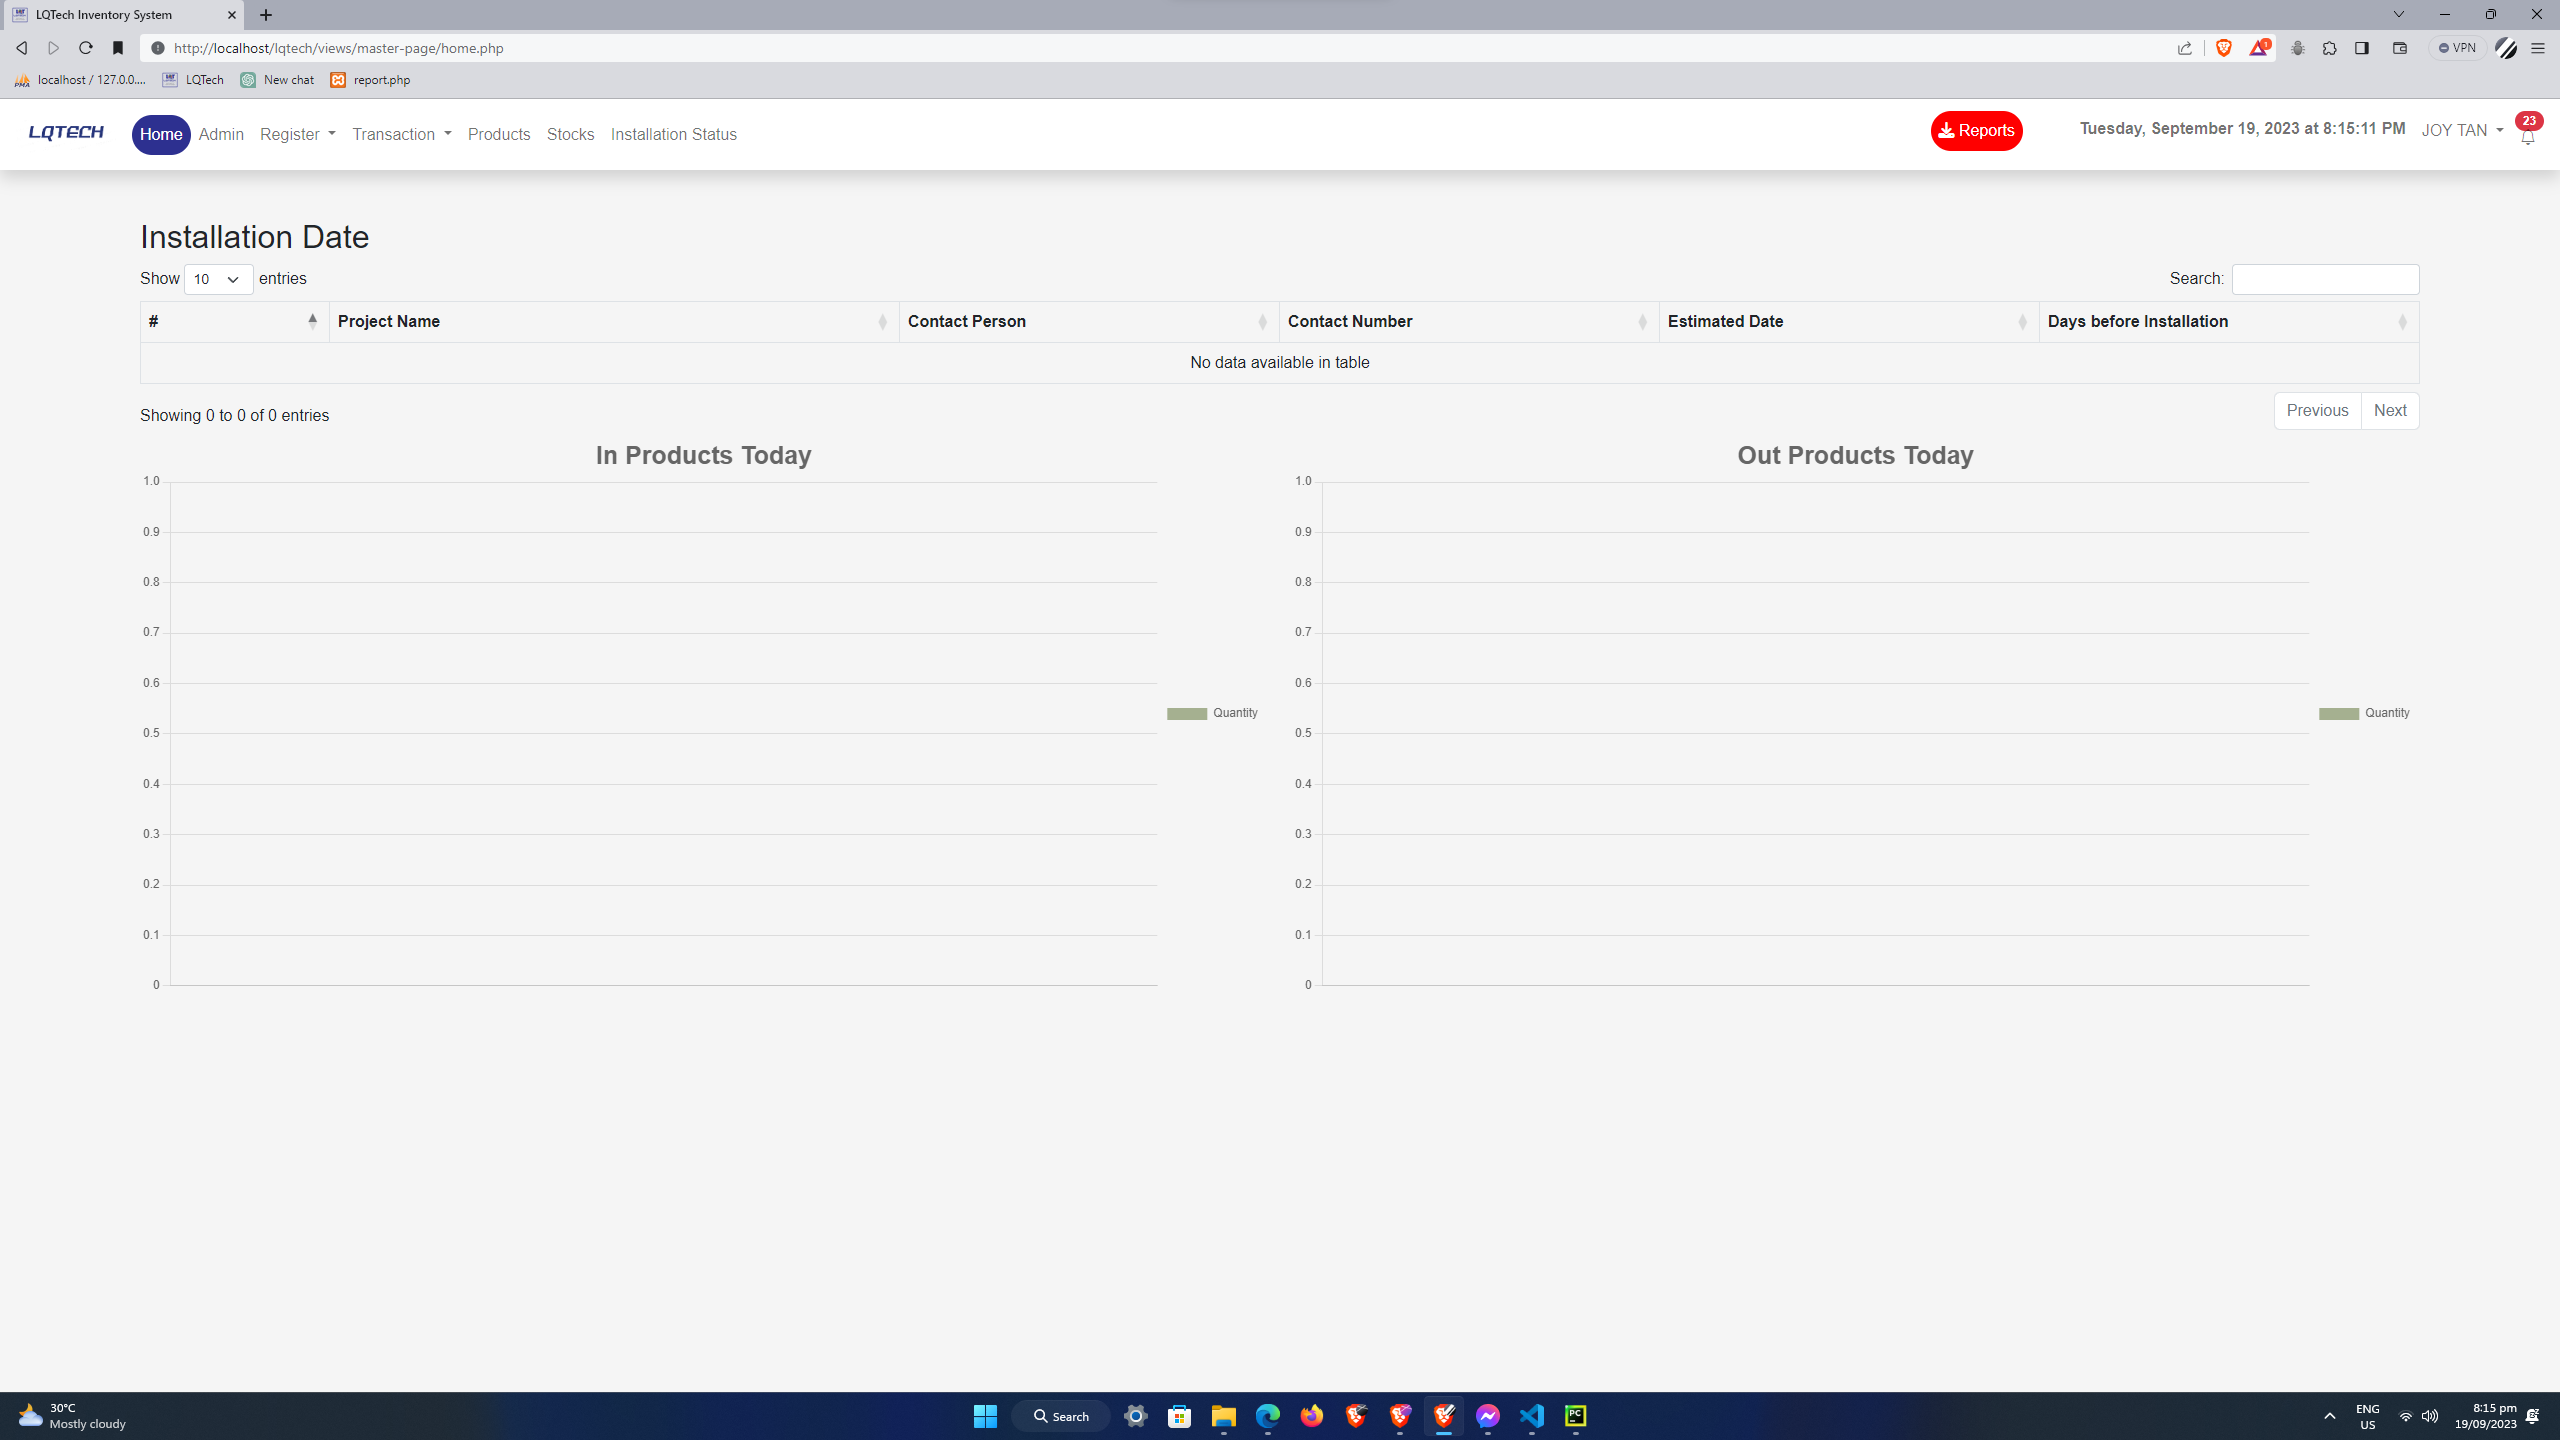 LQTech Inventory System
http://localhost/lqtech/views/master-page/home.php
1
VPN
localhost / 127.0.0....
LQTech
New chat
report.php
LQTECH
Home
Admin
Register
Transaction
Products
Stocks
Installation Status
Reports
Tuesday, September 19, 2023 at 8:15:11 PM
JOY TAN
23
Installation Date
Show 10 entries
Search:
# Project Name Contact Person Contact Number Estimated Date Days before Installation
No data available in table
Showing 0 to 0 of 0 entries
Previous Next
In Products Today
1.0
0.9
0.8
0.7
0.6
0.5
0.4
0.3
0.2
0.1
0
Quantity
Out Products Today
1.0
0.9
0.8
0.7
0.6
0.5
0.4
0.3
0.2
0.1
0
Quantity
30°C
Mostly cloudy
Search
PC
ENG
US
8:15 pm
19/09/2023